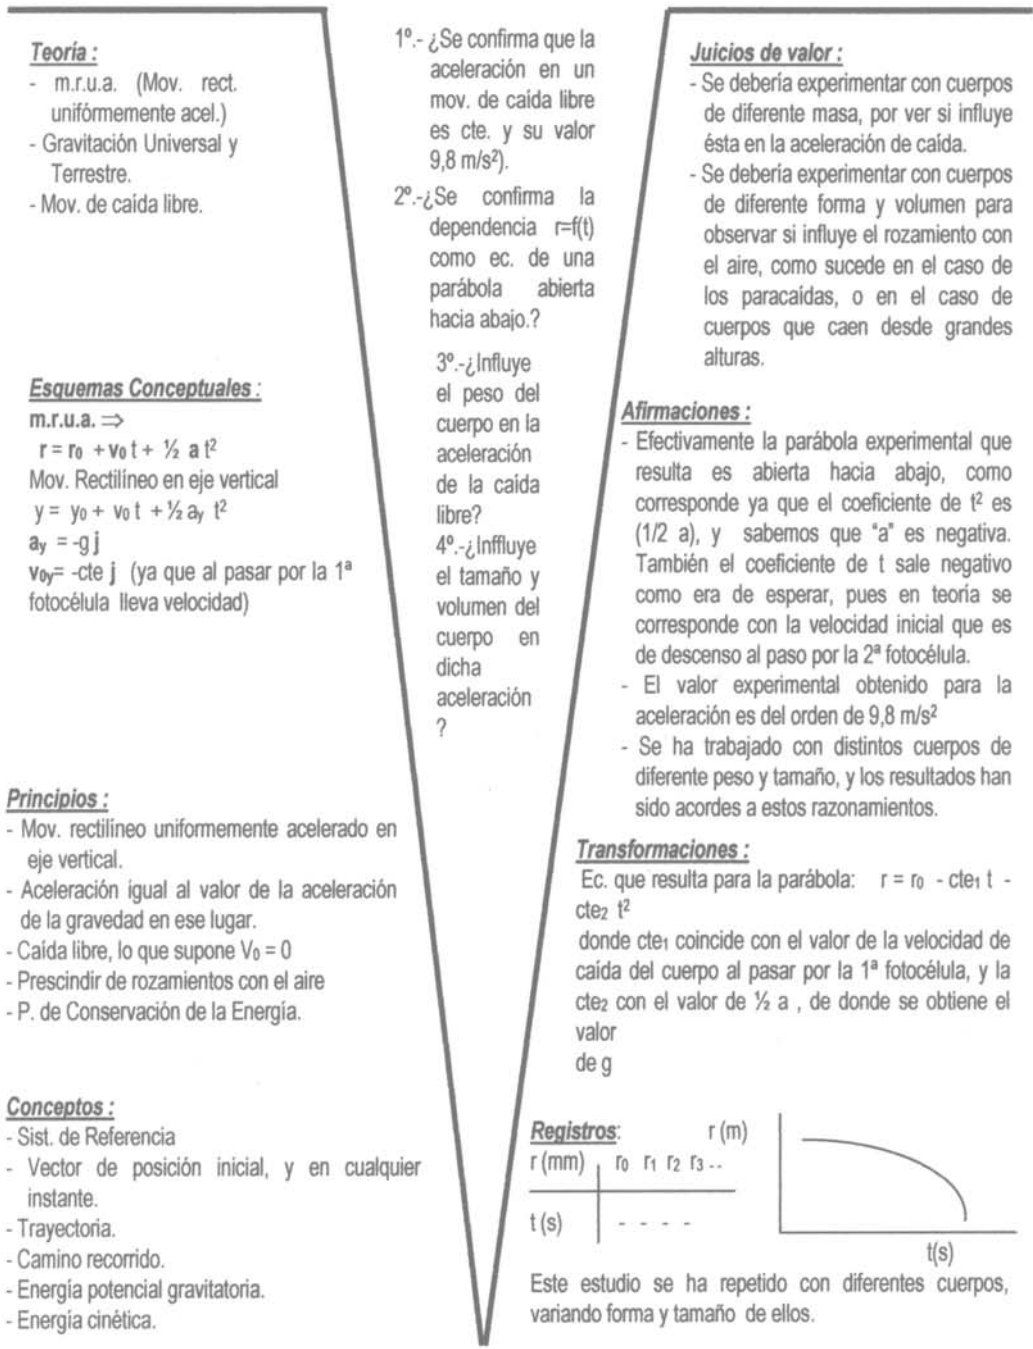 Teoría :
- m.r.u.a. (Mov. rect.
unifórmemente acel.)
- Gravitación Universal y
Terrestre.
- Mov. de caída libre.
Esquemas Conceptuales :
m.r.u.a. ⇒
r = r₀ + v₀ t + ½ a t²
Mov. Rectilíneo en eje vertical
y = y₀ + v₀ t + ½ aᵧ t²
aᵧ = -g j
v₀ᵧ= -cte j (ya que al pasar por la 1ª
fotocélula lleva velocidad)
Principios :
- Mov. rectilíneo uniformemente acelerado en
eje vertical.
- Aceleración igual al valor de la aceleración
de la gravedad en ese lugar.
- Caída libre, lo que supone V₀ = 0
- Prescindir de rozamientos con el aire
- P. de Conservación de la Energía.
Conceptos :
- Sist. de Referencia
- Vector de posición inicial, y en cualquier
instante.
- Trayectoria.
- Camino recorrido.
- Energía potencial gravitatoria.
- Energía cinética.
1º.- ¿Se confirma que la
aceleración en un
mov. de caída libre
es cte. y su valor
9,8 m/s²).
2º.-¿Se confirma la
dependencia r=f(t)
como ec. de una
parábola abierta
hacia abajo.?
3º.-¿Influye
el peso del
cuerpo en la
aceleración
de la caída
libre?
4º.-¿Inffluye
el tamaño y
volumen del
cuerpo en
dicha
aceleración
?
Juicios de valor :
- Se debería experimentar con cuerpos
de diferente masa, por ver si influye
ésta en la aceleración de caída.
- Se debería experimentar con cuerpos
de diferente forma y volumen para
observar si influye el rozamiento con
el aire, como sucede en el caso de
los paracaídas, o en el caso de
cuerpos que caen desde grandes
alturas.
Afirmaciones :
- Efectivamente la parábola experimental que
resulta es abierta hacia abajo, como
corresponde ya que el coeficiente de t² es
(1/2 a), y sabemos que "a" es negativa.
También el coeficiente de t sale negativo
como era de esperar, pues en teoría se
corresponde con la velocidad inicial que es
de descenso al paso por la 2ª fotocélula.
- El valor experimental obtenido para la
aceleración es del orden de 9,8 m/s²
- Se ha trabajado con distintos cuerpos de
diferente peso y tamaño, y los resultados han
sido acordes a estos razonamientos.
Transformaciones :
Ec. que resulta para la parábola: r = r₀ - cte₁ t -
cte₂ t²
donde cte₁ coincide con el valor de la velocidad de
caída del cuerpo al pasar por la 1ª fotocélula, y la
cte₂ con el valor de ½ a , de donde se obtiene el
valor
de g
Registros: r (m)
r (mm) r₀ r₁ r₂ r₃ ..
t (s) - - - -
t(s)
Este estudio se ha repetido con diferentes cuerpos,
variando forma y tamaño de ellos.